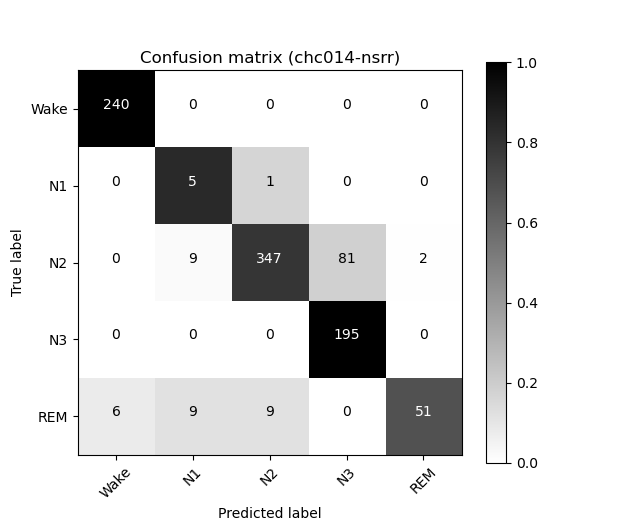 Confusion matrix (chc014-nsrr)
1.0
Wake 240 0 0 0 0
0.8
N1 0 5 1 0 0
0.6
N2 0 9 347 81 2
True label
0.4
N3 0 0 0 195 0
0.2
REM 6 9 9 0 51
0.0
Wake N1 N2 N3 REM
Predicted label